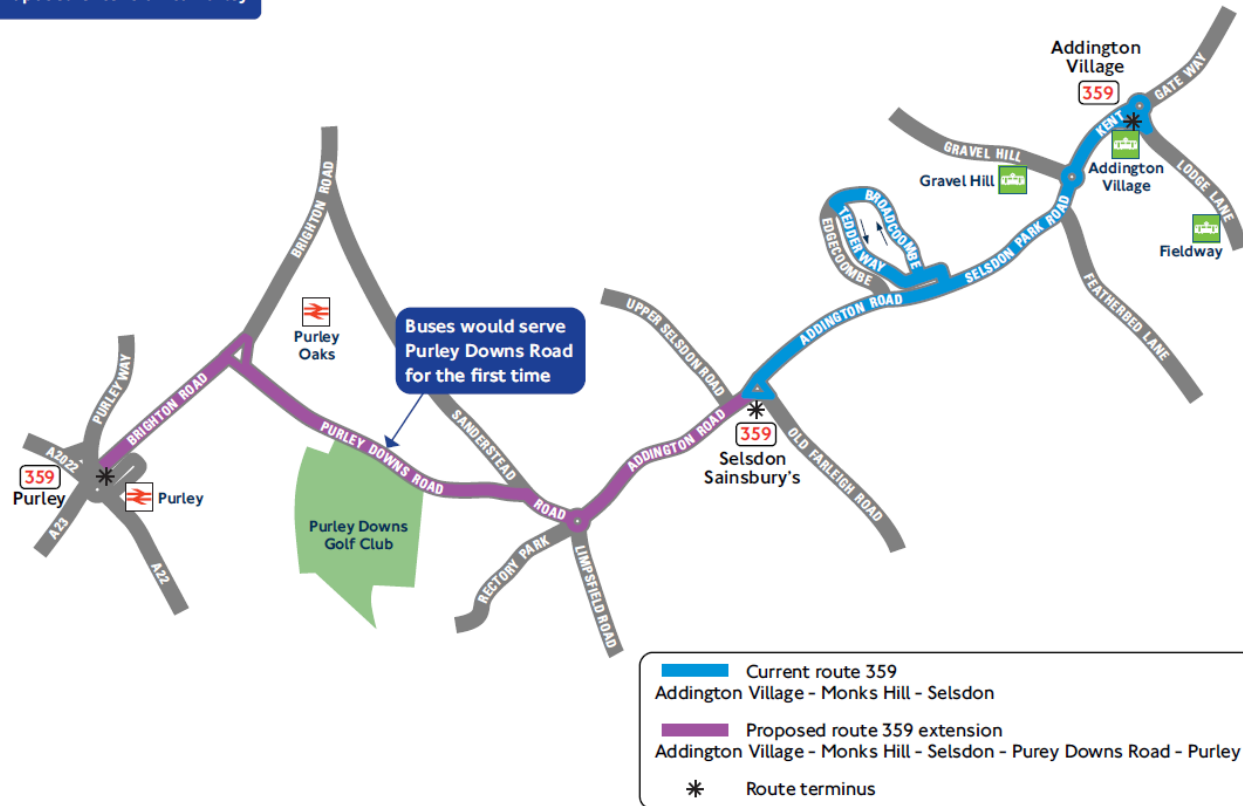 Addington
Village
359
GATE WAY
KENT
GRAVEL HILL
Gravel Hill
Addington
Village
LODGE LANE
Fieldway
BROADCOOMBE
TEDDER WAY
EDGECOOMBE
SELSDON PARK ROAD
FEATHERBED LANE
ADDINGTON ROAD
BRIGHTON ROAD
Purley
Oaks
Buses would serve
Purley Downs Road
for the first time
UPPER SELSDON ROAD
SANDERSTEAD
ROAD
PURLEY WAY
BRIGHTON ROAD
PURLEY DOWNS ROAD
ADDINGTON ROAD
359
Selsdon
Sainsbury's
OLD FARLEIGH ROAD
A2022
359
Purley
Purley
A23
A22
Purley Downs
Golf Club
RECTORY PARK
LIMPSFIELD ROAD
Current route 359
Addington Village - Monks Hill - Selsdon
Proposed route 359 extension
Addington Village - Monks Hill - Selsdon - Purey Downs Road - Purley
Route terminus